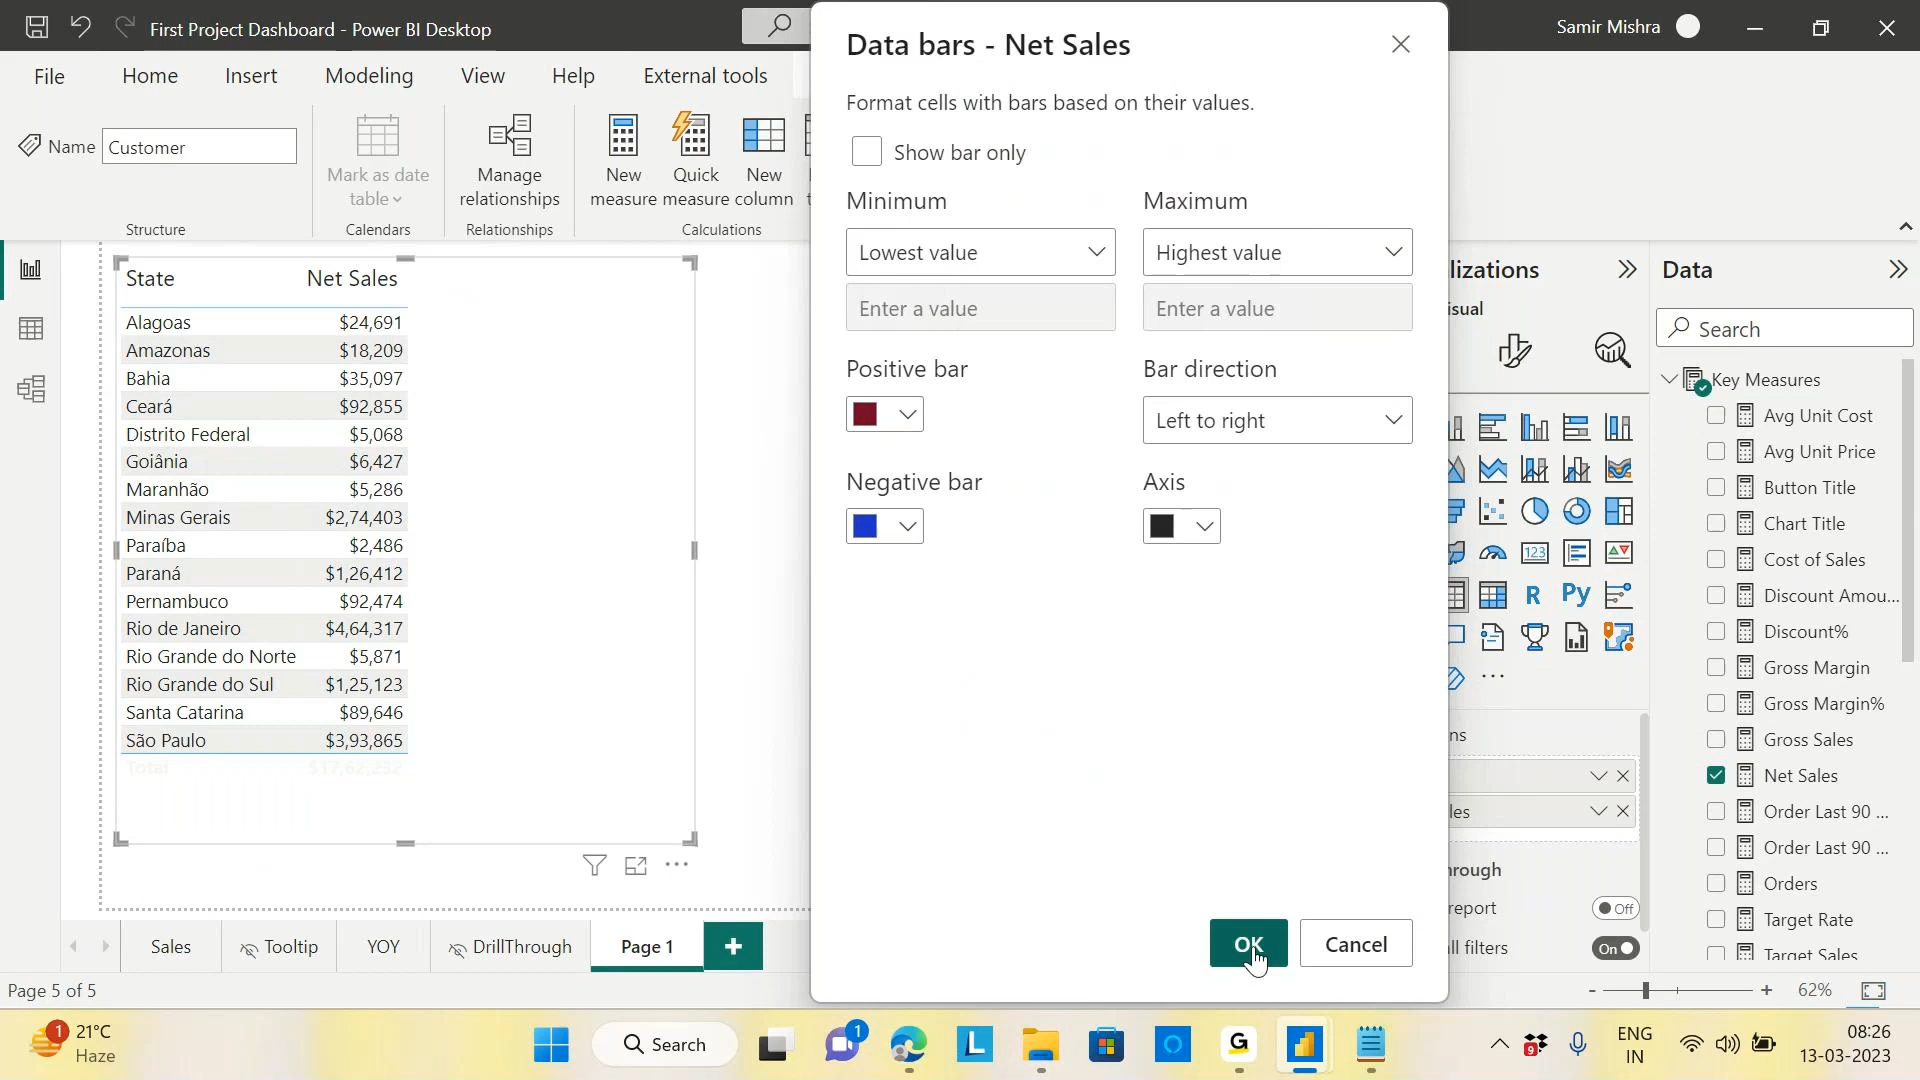 First Project Dashboard - Power BI Desktop
Samir Mishra
File Home Insert Modeling View Help External tools
Name Customer
Mark as date table
Manage relationships
New measure
Quick measure
New column
Structure Calendars Relationships Calculations
Data bars - Net Sales
Format cells with bars based on their values.
Show bar only
Minimum Maximum
Lowest value Highest value
Enter a value Enter a value
Positive bar Bar direction
Left to right
Negative bar Axis
OK Cancel
State Net Sales
Alagoas $24,691
Amazonas $18,209
Bahia $35,097
Ceará $92,855
Distrito Federal $5,068
Goiânia $6,427
Maranhão $5,286
Minas Gerais $2,74,403
Paraíba $2,486
Paraná $1,26,412
Pernambuco $92,474
Rio de Janeiro $4,64,317
Rio Grande do Norte $5,871
Rio Grande do Sul $1,25,123
Santa Catarina $89,646
São Paulo $3,93,865
Total $17,62,232
lizations
isual
123
R Py
ns
les
hrough
report Off
ll filters On
Data
Search
Key Measures
Avg Unit Cost
Avg Unit Price
Button Title
Chart Title
Cost of Sales
Discount Amou...
Discount%
Gross Margin
Gross Margin%
Gross Sales
Net Sales
Order Last 90 ...
Order Last 90 ...
Orders
Target Rate
Target Sales
Sales Tooltip YOY DrillThrough Page 1 +
Page 5 of 5
- + 62%
1 21°C
Haze
Search
1
L
G
9
ENG
IN
08:26
13-03-2023